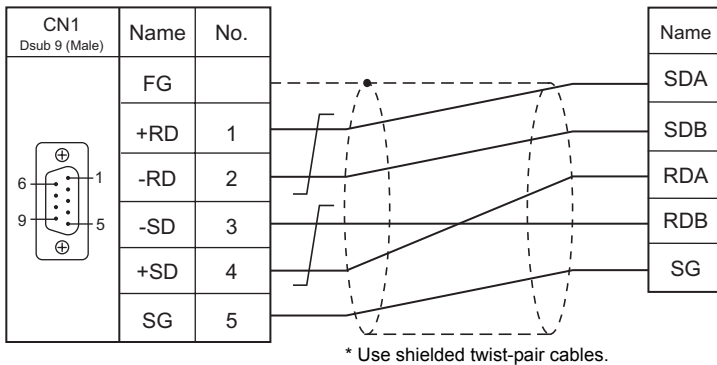 CN1
Dsub 9 (Male)
Name
No.
Name
FG
SDA
+RD
1
SDB
-RD
2
RDA
6
1
9
5
-SD
3
RDB
+SD
4
SG
SG
5
* Use shielded twist-pair cables.